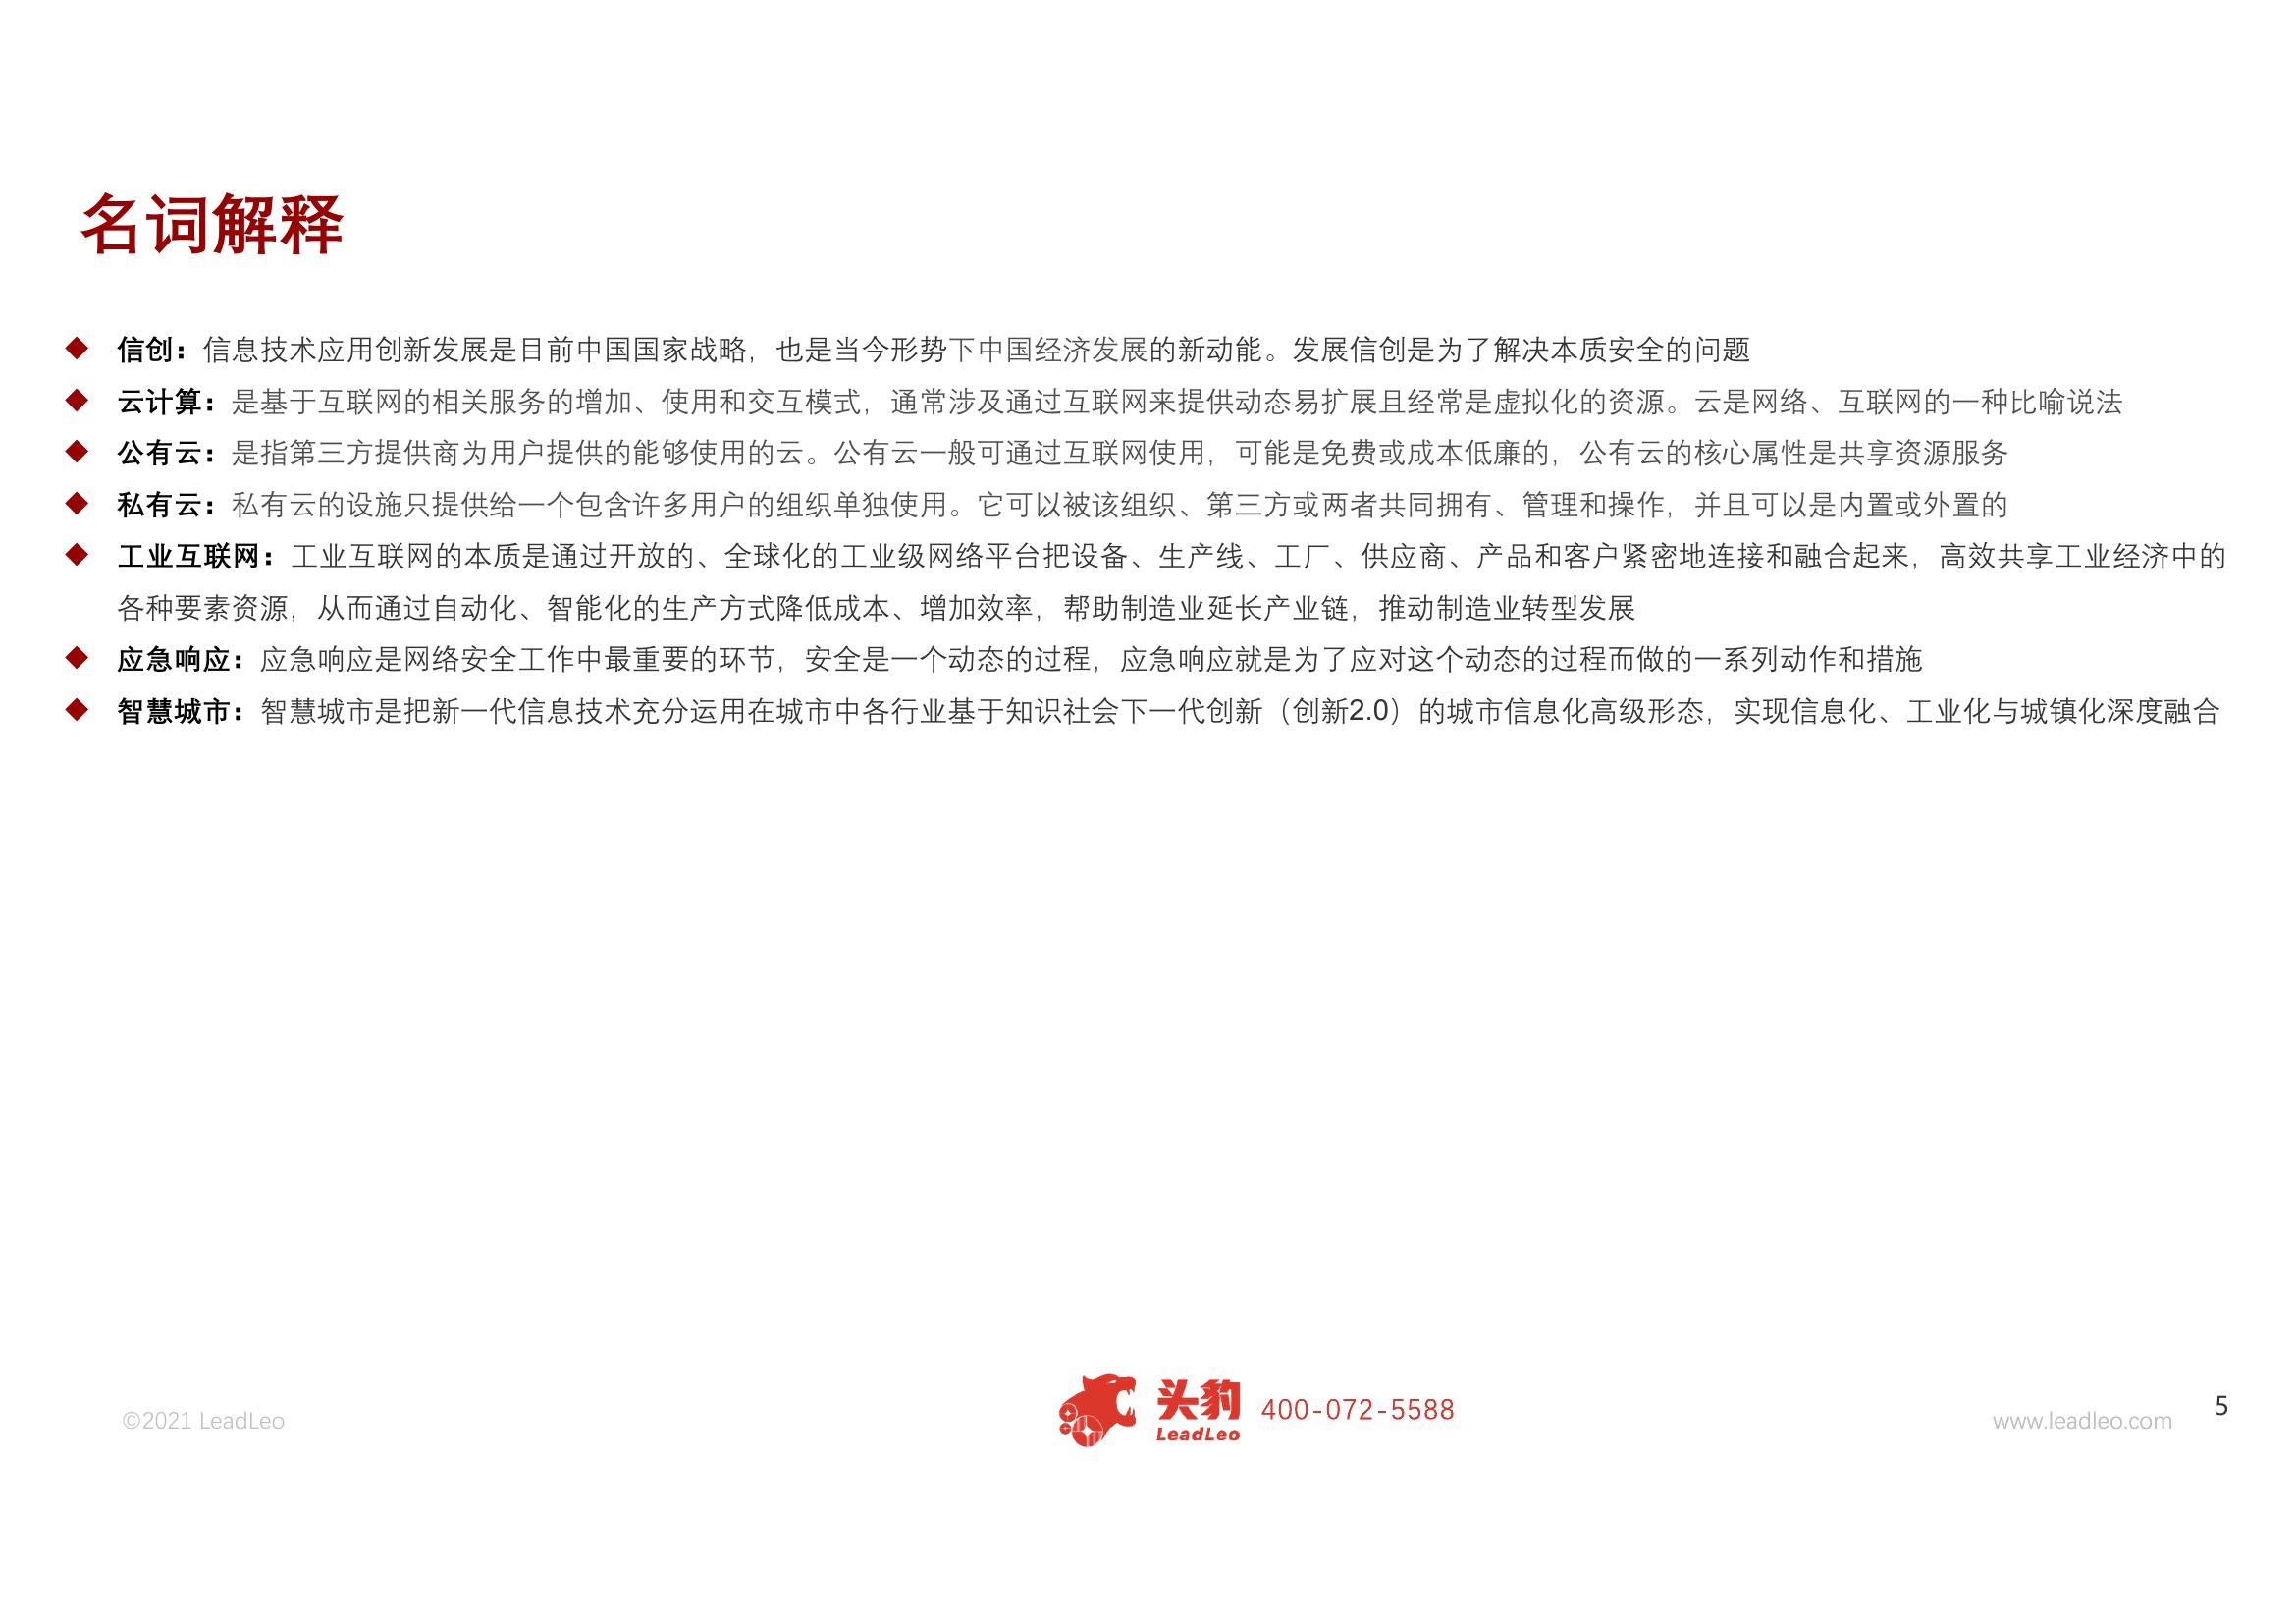 名词解释
◆ 信创：信息技术应用创新发展是目前中国国家战略，也是当今形势下中国经济发展的新动能。发展信创是为了解决本质安全的问题
◆ 云计算：是基于互联网的相关服务的增加、使用和交互模式，通常涉及通过互联网来提供动态易扩展且经常是虚拟化的资源。云是网络、互联网的一种比喻说法
◆ 公有云：是指第三方提供商为用户提供的能够使用的云。公有云一般可通过互联网使用，可能是免费或成本低廉的，公有云的核心属性是共享资源服务
◆ 私有云：私有云的设施只提供给一个包含许多用户的组织单独使用。它可以被该组织、第三方或两者共同拥有、管理和操作，并且可以是内置或外置的
◆ 工业互联网：工业互联网的本质是通过开放的、全球化的工业级网络平台把设备、生产线、工厂、供应商、产品和客户紧密地连接和融合起来，高效共享工业经济中的
各种要素资源，从而通过自动化、智能化的生产方式降低成本、增加效率，帮助制造业延长产业链，推动制造业转型发展
◆ 应急响应：应急响应是网络安全工作中最重要的环节，安全是一个动态的过程，应急响应就是为了应对这个动态的过程而做的一系列动作和措施
◆ 智慧城市：智慧城市是把新一代信息技术充分运用在城市中各行业基于知识社会下一代创新（创新2.0）的城市信息化高级形态，实现信息化、工业化与城镇化深度融合
©2021 LeadLeo
头豹
LeadLeo
400-072-5588
www.leadleo.com
5